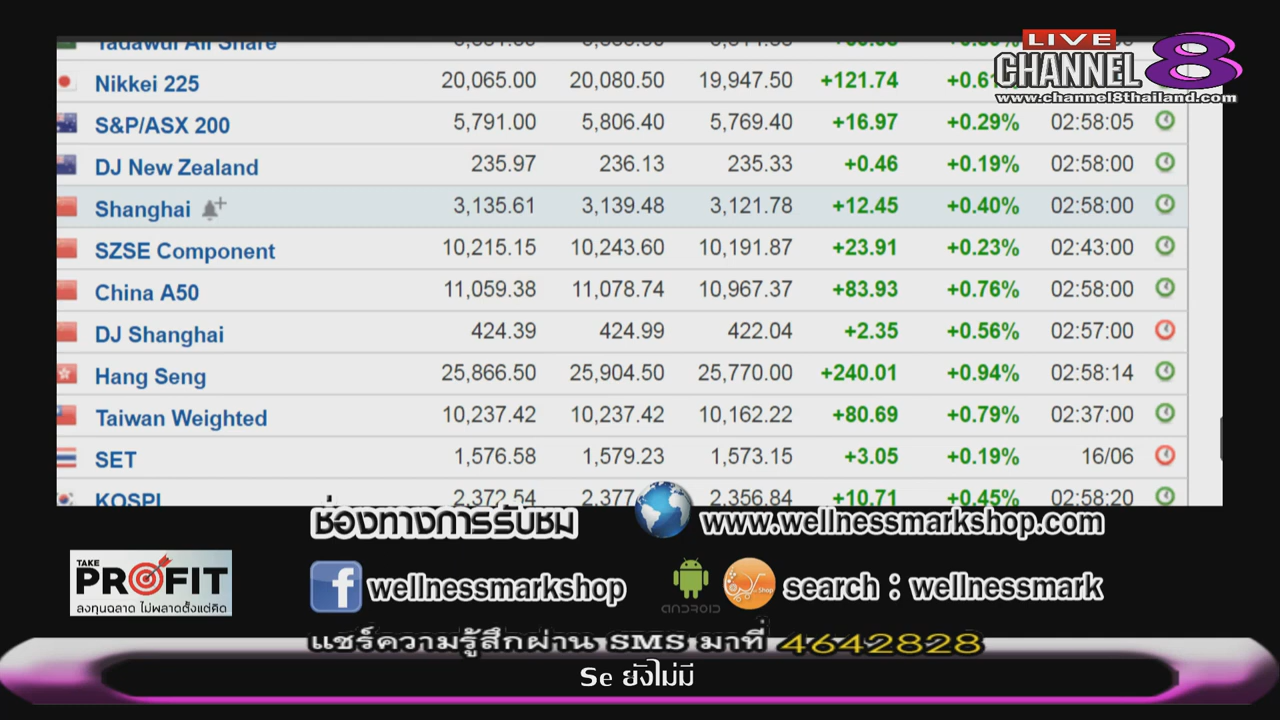 Tadawul All Share
LIVE
CHANNEL 8
www.channel8thailand.com
Nikkei 225 20,065.00 20,080.50 19,947.50 +121.74
S&P/ASX 200 5,791.00 5,806.40 5,769.40 +16.97 +0.29% 02:58:05
DJ New Zealand 235.97 236.13 235.33 +0.46 +0.19% 02:58:00
Shanghai 3,135.61 3,139.48 3,121.78 +12.45 +0.40% 02:58:00
SZSE Component 10,215.15 10,243.60 10,191.87 +23.91 +0.23% 02:43:00
China A50 11,059.38 11,078.74 10,967.37 +83.93 +0.76% 02:58:00
DJ Shanghai 424.39 424.99 422.04 +2.35 +0.56% 02:57:00
Hang Seng 25,866.50 25,904.50 25,770.00 +240.01 +0.94% 02:58:14
Taiwan Weighted 10,237.42 10,237.42 10,162.22 +80.69 +0.79% 02:37:00
SET 1,576.58 1,579.23 1,573.15 +3.05 +0.19% 16/06
KOSPI 2,372.54 2,356.84 +10.71 +0.45% 02:58:20
ช่องทางการรับชม www.wellnessmarkshop.com
TAKE
PROFIT
ลงทุนฉลาด ไม่พลาดตั้งแต่คิด
wellnessmarkshop search : wellnessmark
ANDROID
แชร์ความรู้สึกผ่าน SMS มาที่ 4642828
Se ยังไม่มี